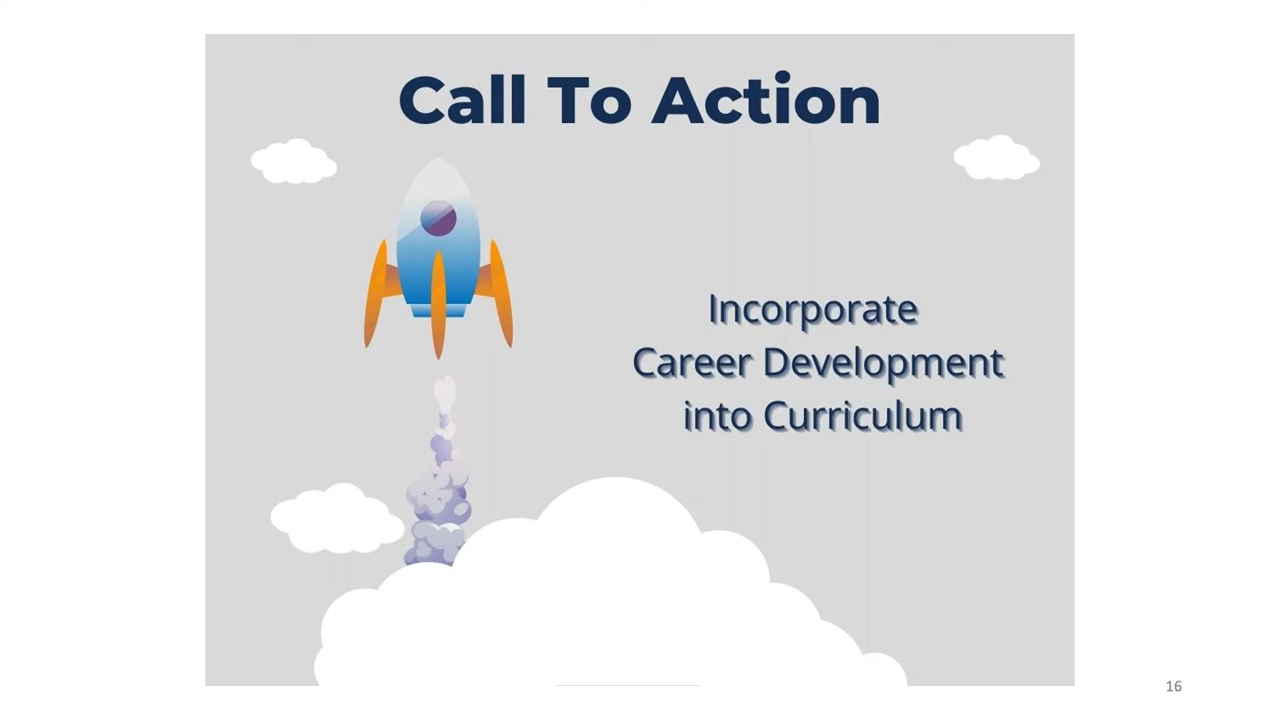 Call To Action
Incorporate
Career Development
into Curriculum
16